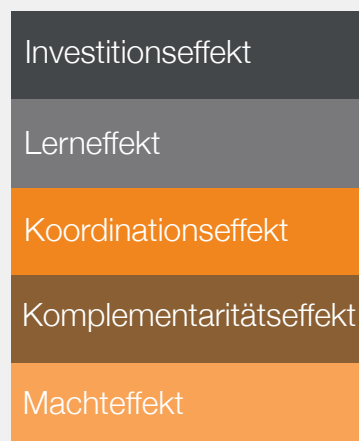 Investitionseffekt
Lerneffekt
Koordinationseffekt
Komplementaritätseffekt
Machteffekt